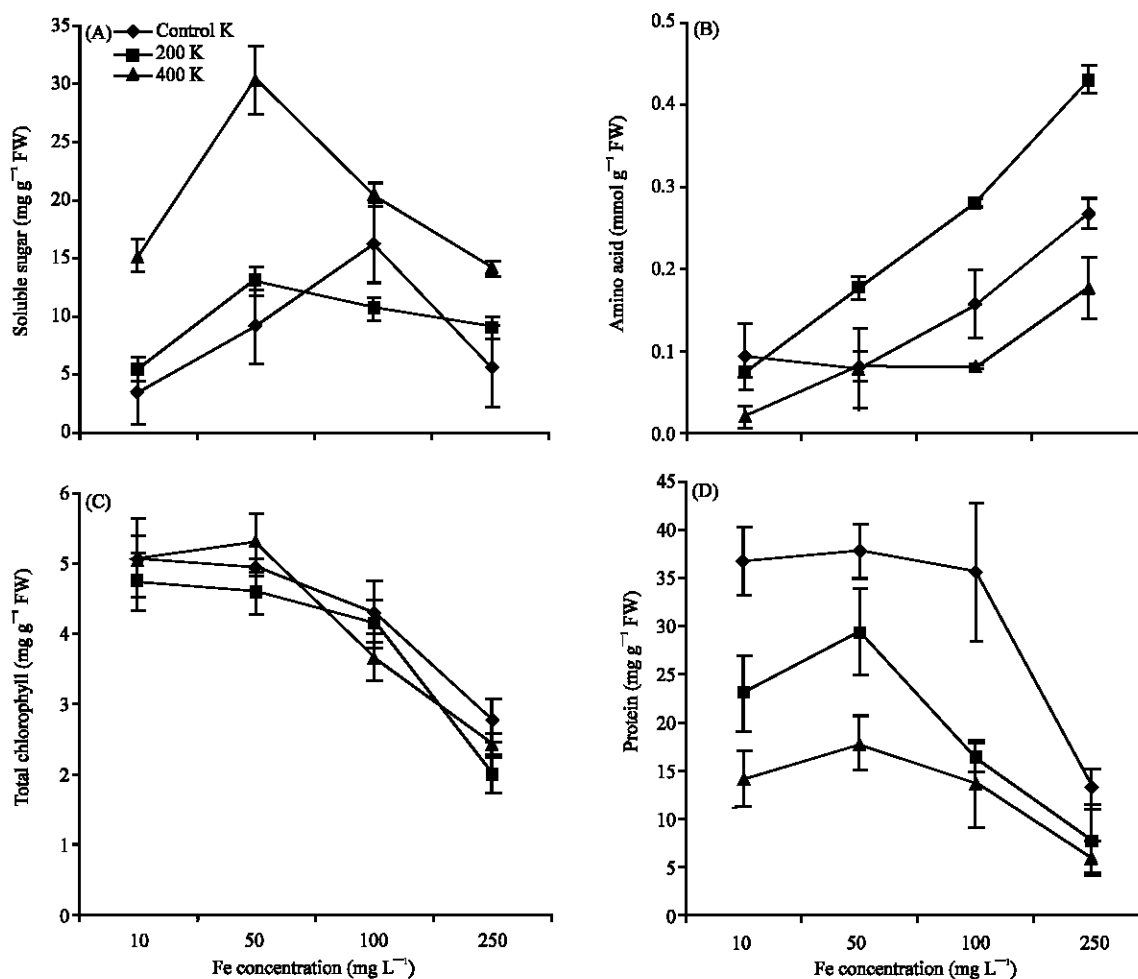 (A)
Control K
200 K
400 K
35
30
25
20
15
10
5
0
Soluble sugar (mg g⁻¹ FW)
(B)
0.5
0.4
0.3
0.2
0.1
0.0
Amino acid (mmol g⁻¹ FW)
(C)
6
5
4
3
2
1
0
Total chlorophyll (mg g⁻¹ FW)
10 50 100 250
Fe concentration (mg L⁻¹)
(D)
45
40
35
30
25
20
15
10
5
0
Protein (mg g⁻¹ FW)
10 50 100 250
Fe concentration (mg L⁻¹)